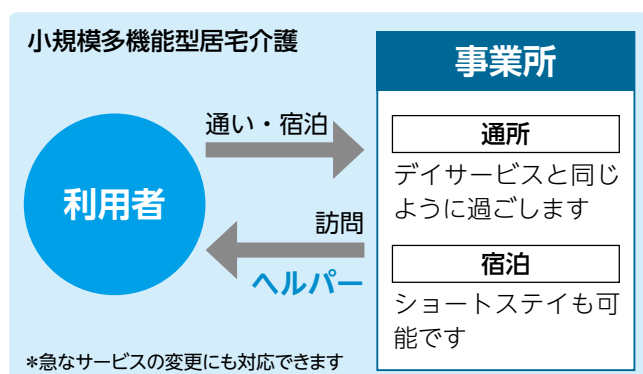 小規模多機能型居宅介護
事業所
通い・宿泊
利用者
訪問
ヘルパー
通所
デイサービスと同じ
ように過ごします
宿泊
ショートステイも可
能です
*急なサービスの変更にも対応できます